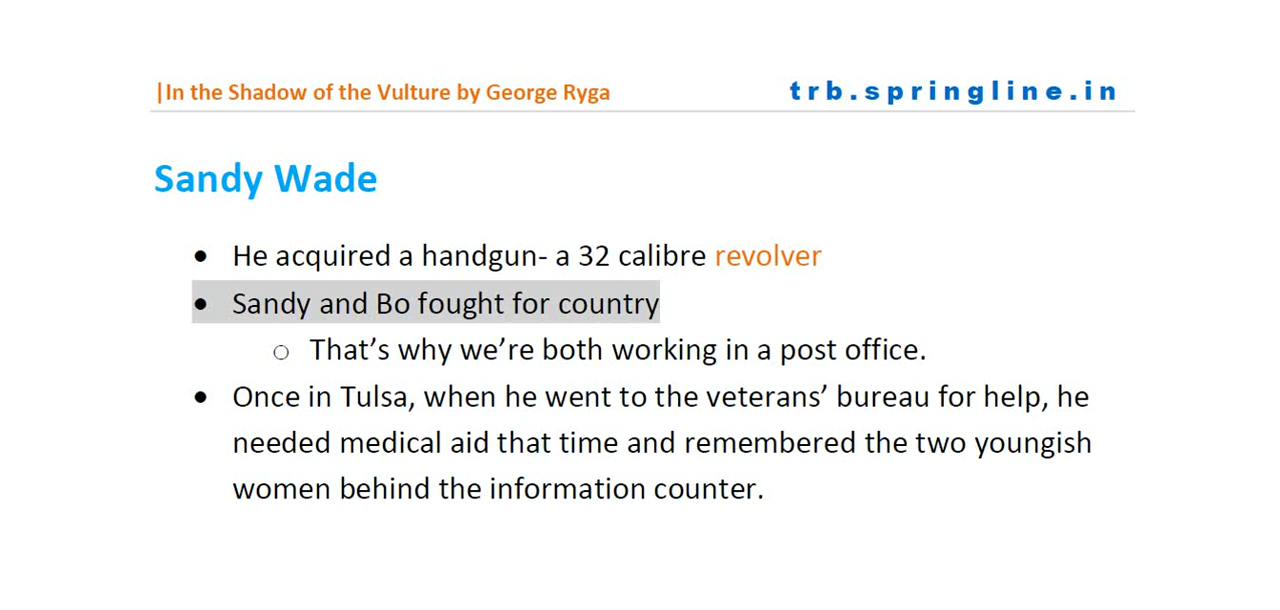 |In the Shadow of the Vulture by George Ryga
trb.springline.in
Sandy Wade
• He acquired a handgun- a 32 calibre revolver
• Sandy and Bo fought for country
○ That’s why we’re both working in a post office.
• Once in Tulsa, when he went to the veterans’ bureau for help, he
needed medical aid that time and remembered the two youngish
women behind the information counter.